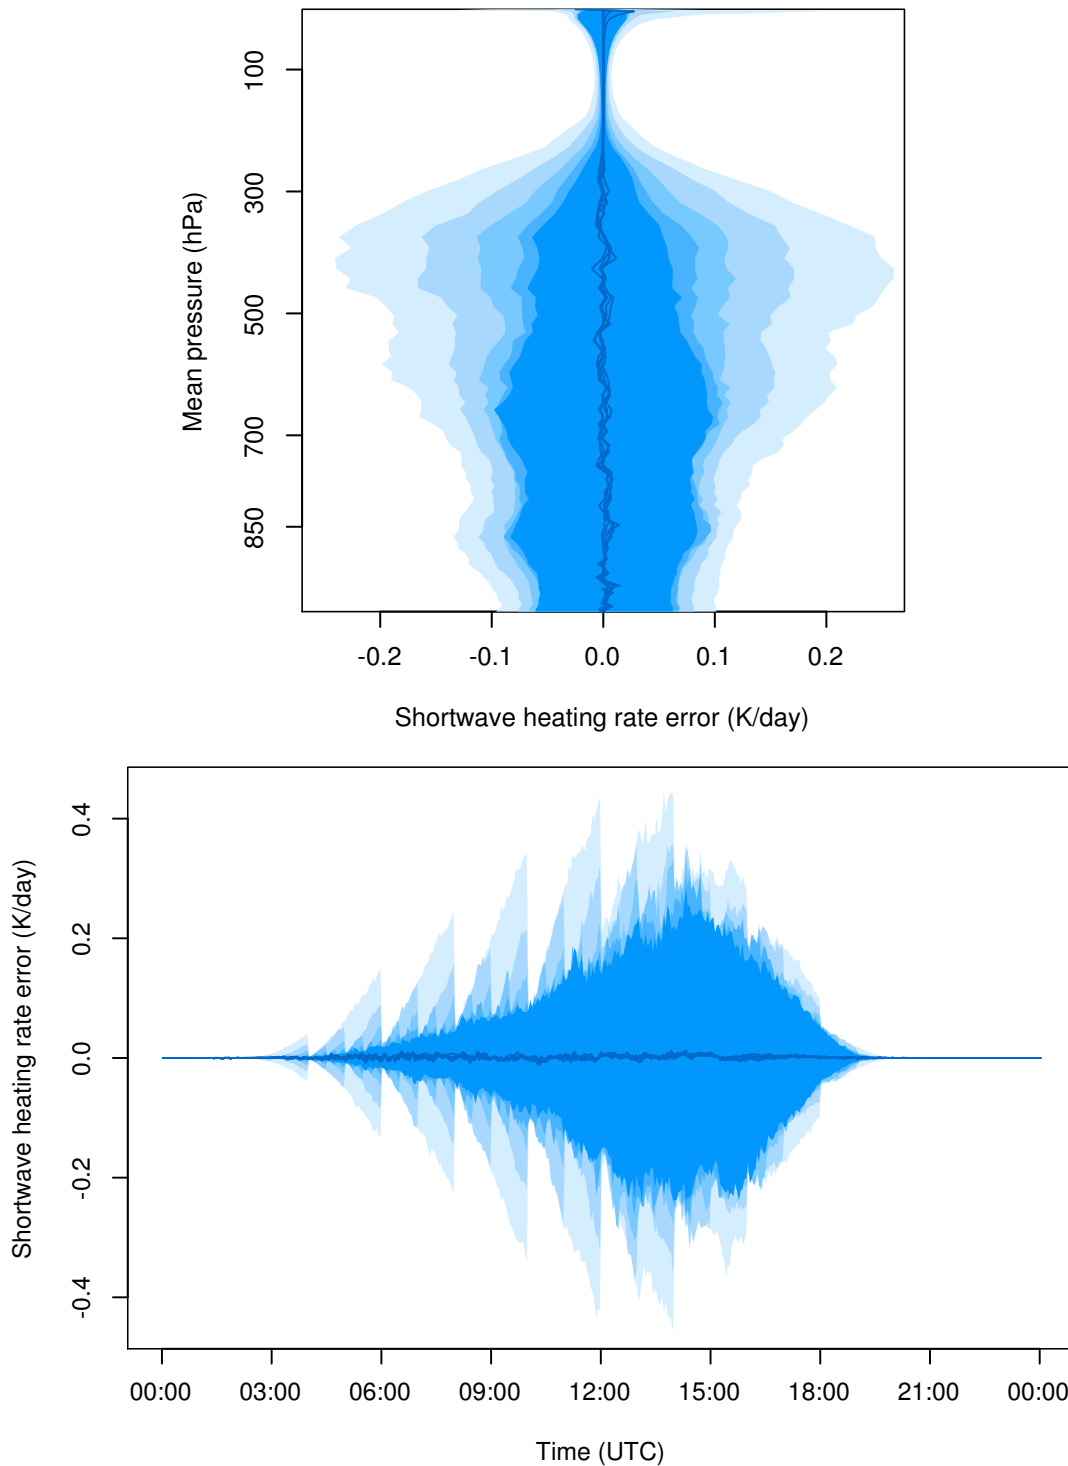 100
300
500
700
850
Mean pressure (hPa)
-0.2 -0.1 0.0 0.1 0.2
Shortwave heating rate error (K/day)
0.4
0.2
0.0
-0.2
-0.4
Shortwave heating rate error (K/day)
00:00 03:00 06:00 09:00 12:00 15:00 18:00 21:00 00:00
Time (UTC)